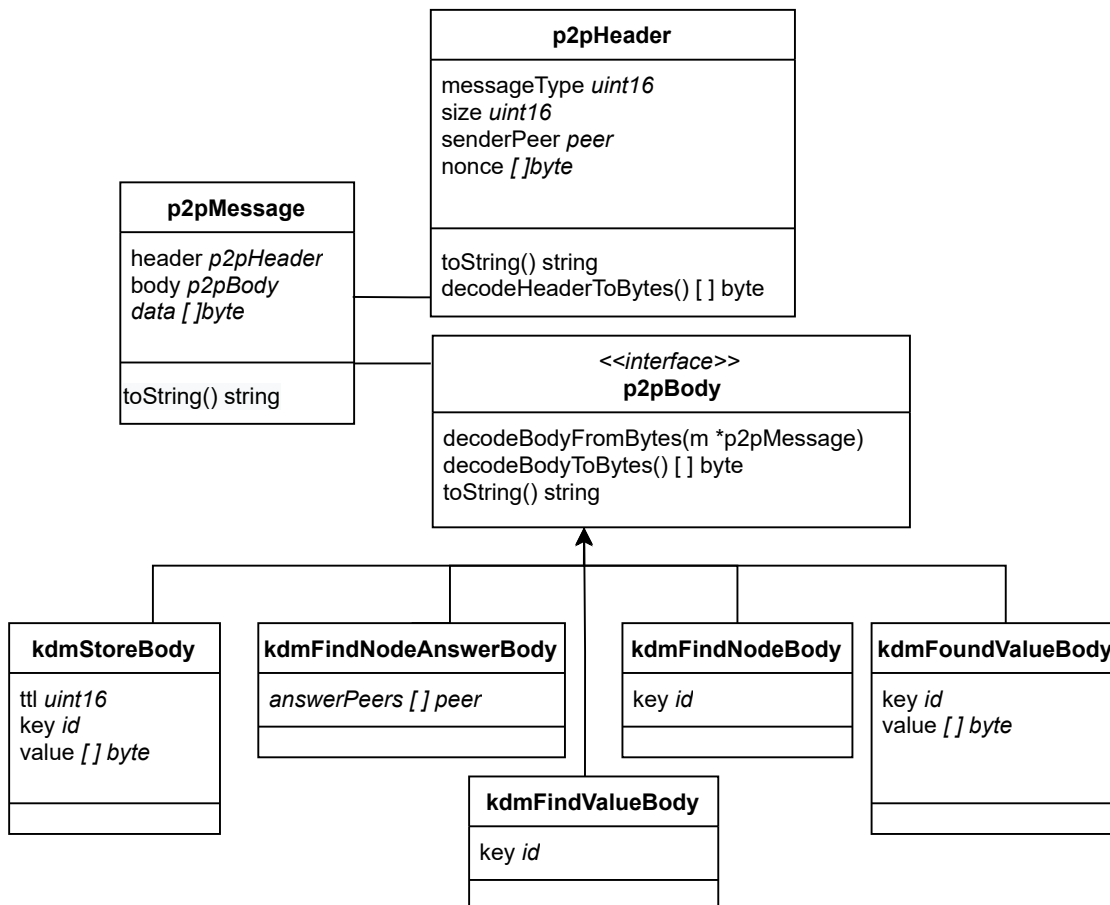 p2pHeader
messageType uint16
size uint16
senderPeer peer
nonce [ ]byte
toString() string
decodeHeaderToBytes() [ ] byte
p2pMessage
header p2pHeader
body p2pBody
data [ ]byte
toString() string
<<interface>>
p2pBody
decodeBodyFromBytes(m *p2pMessage)
decodeBodyToBytes() [ ] byte
toString() string
kdmStoreBody
ttl uint16
key id
value [ ] byte
kdmFindNodeAnswerBody
answerPeers [ ] peer
kdmFindNodeBody
key id
kdmFoundValueBody
key id
value [ ] byte
kdmFindValueBody
key id